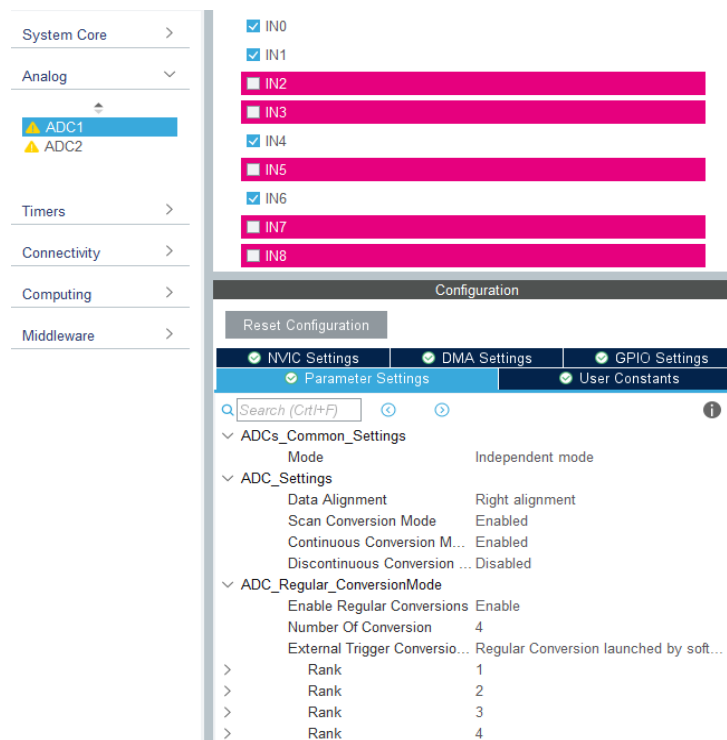 System Core
Analog
ADC1
ADC2
Timers
Connectivity
Computing
Middleware
IN0
IN1
IN2
IN3
IN4
IN5
IN6
IN7
IN8
Configuration
Reset Configuration
NVIC Settings
DMA Settings
GPIO Settings
Parameter Settings
User Constants
Search (Crtl+F)
ADCs_Common_Settings
Mode Independent mode
ADC_Settings
Data Alignment Right alignment
Scan Conversion Mode Enabled
Continuous Conversion M... Enabled
Discontinuous Conversion ... Disabled
ADC_Regular_ConversionMode
Enable Regular Conversions Enable
Number Of Conversion 4
External Trigger Conversio... Regular Conversion launched by soft...
Rank 1
Rank 2
Rank 3
Rank 4